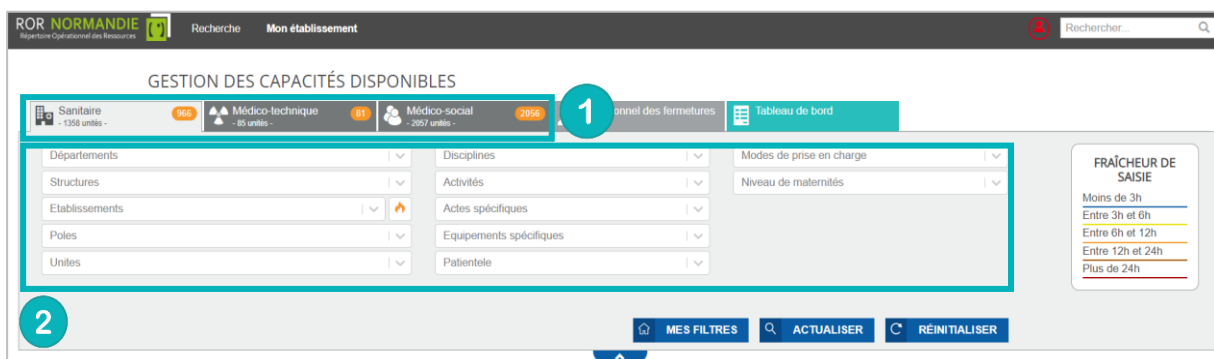 ROR NORMANDIE
Répertoire Opérationnel des Ressources
Recherche
Mon établissement
Rechercher...
GESTION DES CAPACITÉS DISPONIBLES
Sanitaire
- 1358 unités -
966
Médico-technique
- 85 unités -
81
Médico-social
- 2057 unités -
2056
1
nnel des fermetures
Tableau de bord
Départements
Disciplines
Modes de prise en charge
Structures
Activités
Niveau de maternités
Etablissements
Actes spécifiques
Poles
Equipements spécifiques
Unites
Patientele
FRAÎCHEUR DE
SAISIE
Moins de 3h
Entre 3h et 6h
Entre 6h et 12h
Entre 12h et 24h
Plus de 24h
2
MES FILTRES
ACTUALISER
RÉINITIALISER